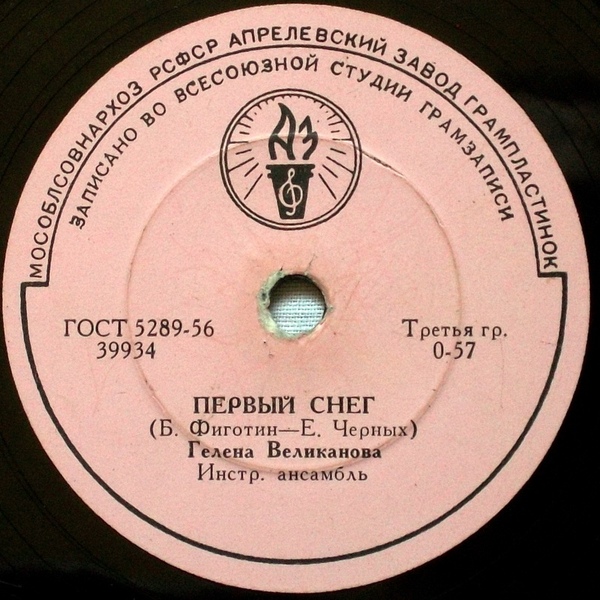 МОСОБЛСОВНАРХОЗ РСФСР АПРЕЛЕВСКИЙ ЗАВОД ГРАМПЛАСТИНОК
ЗАПИСАНО ВО ВСЕСОЮЗНОЙ СТУДИИ ГРАМЗАПИСИ
АЗ
ГОСТ 5289-56
39934
Третья гр.
0-57
ПЕРВЫЙ СНЕГ
(Б. Фиготин—Е. Черных)
Гелена Великанова
Инстр. ансамбль